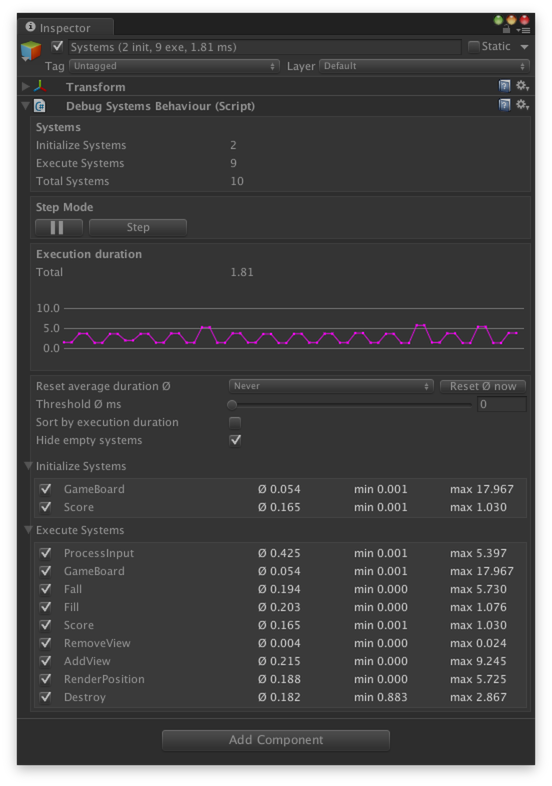 Inspector
Systems (2 init, 9 exe, 1.81 ms) Static
Tag Untagged Layer Default
Transform
Debug Systems Behaviour (Script)
Systems
Initialize Systems 2
Execute Systems 9
Total Systems 10
Step Mode
Step
Execution duration
Total 1.81
10.0
5.0
0.0
Reset average duration Ø Never Reset Ø now
Threshold Ø ms 0
Sort by execution duration
Hide empty systems
Initialize Systems
GameBoard Ø 0.054 min 0.001 max 17.967
Score Ø 0.165 min 0.001 max 1.030
Execute Systems
ProcessInput Ø 0.425 min 0.001 max 5.397
GameBoard Ø 0.054 min 0.001 max 17.967
Fall Ø 0.194 min 0.000 max 5.730
Fill Ø 0.203 min 0.000 max 1.076
Score Ø 0.165 min 0.001 max 1.030
RemoveView Ø 0.004 min 0.000 max 0.024
AddView Ø 0.215 min 0.000 max 9.245
RenderPosition Ø 0.188 min 0.000 max 5.725
Destroy Ø 0.182 min 0.883 max 2.867
Add Component